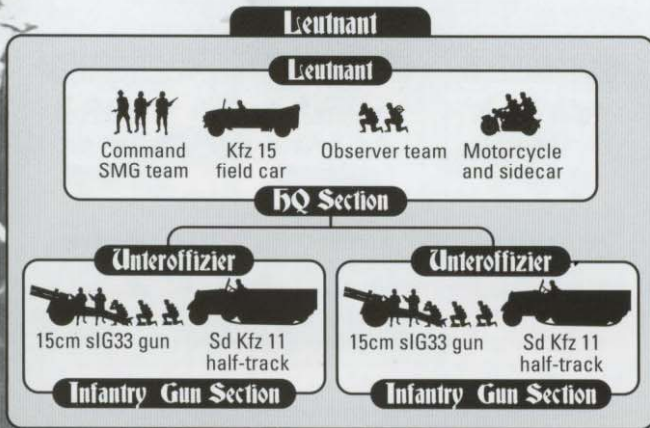 Leutnant
Leutnant
Command
SMG team
Kfz 15
field car
Observer team
Motorcycle
and sidecar
HQ Section
Unteroffizier
15cm sIG33 gun
Sd Kfz 11
half-track
Infantry Gun Section
Unteroffizier
15cm sIG33 gun
Sd Kfz 11
half-track
Infantry Gun Section